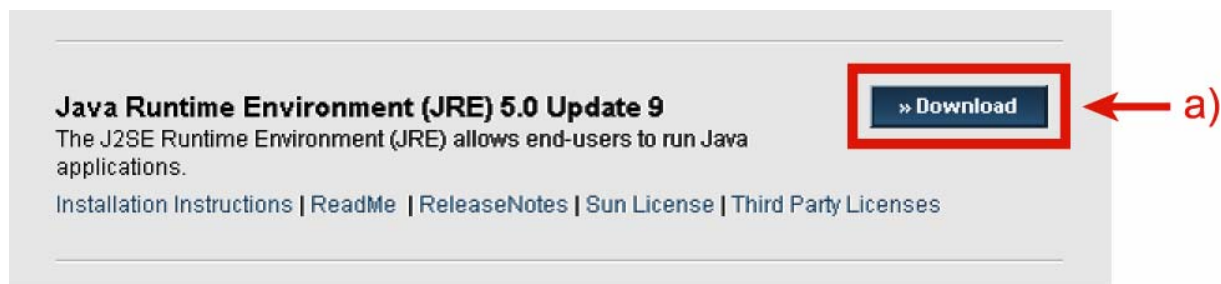 Java Runtime Environment (JRE) 5.0 Update 9
» Download
a)
The J2SE Runtime Environment (JRE) allows end-users to run Java
applications.
Installation Instructions | ReadMe | ReleaseNotes | Sun License | Third Party Licenses